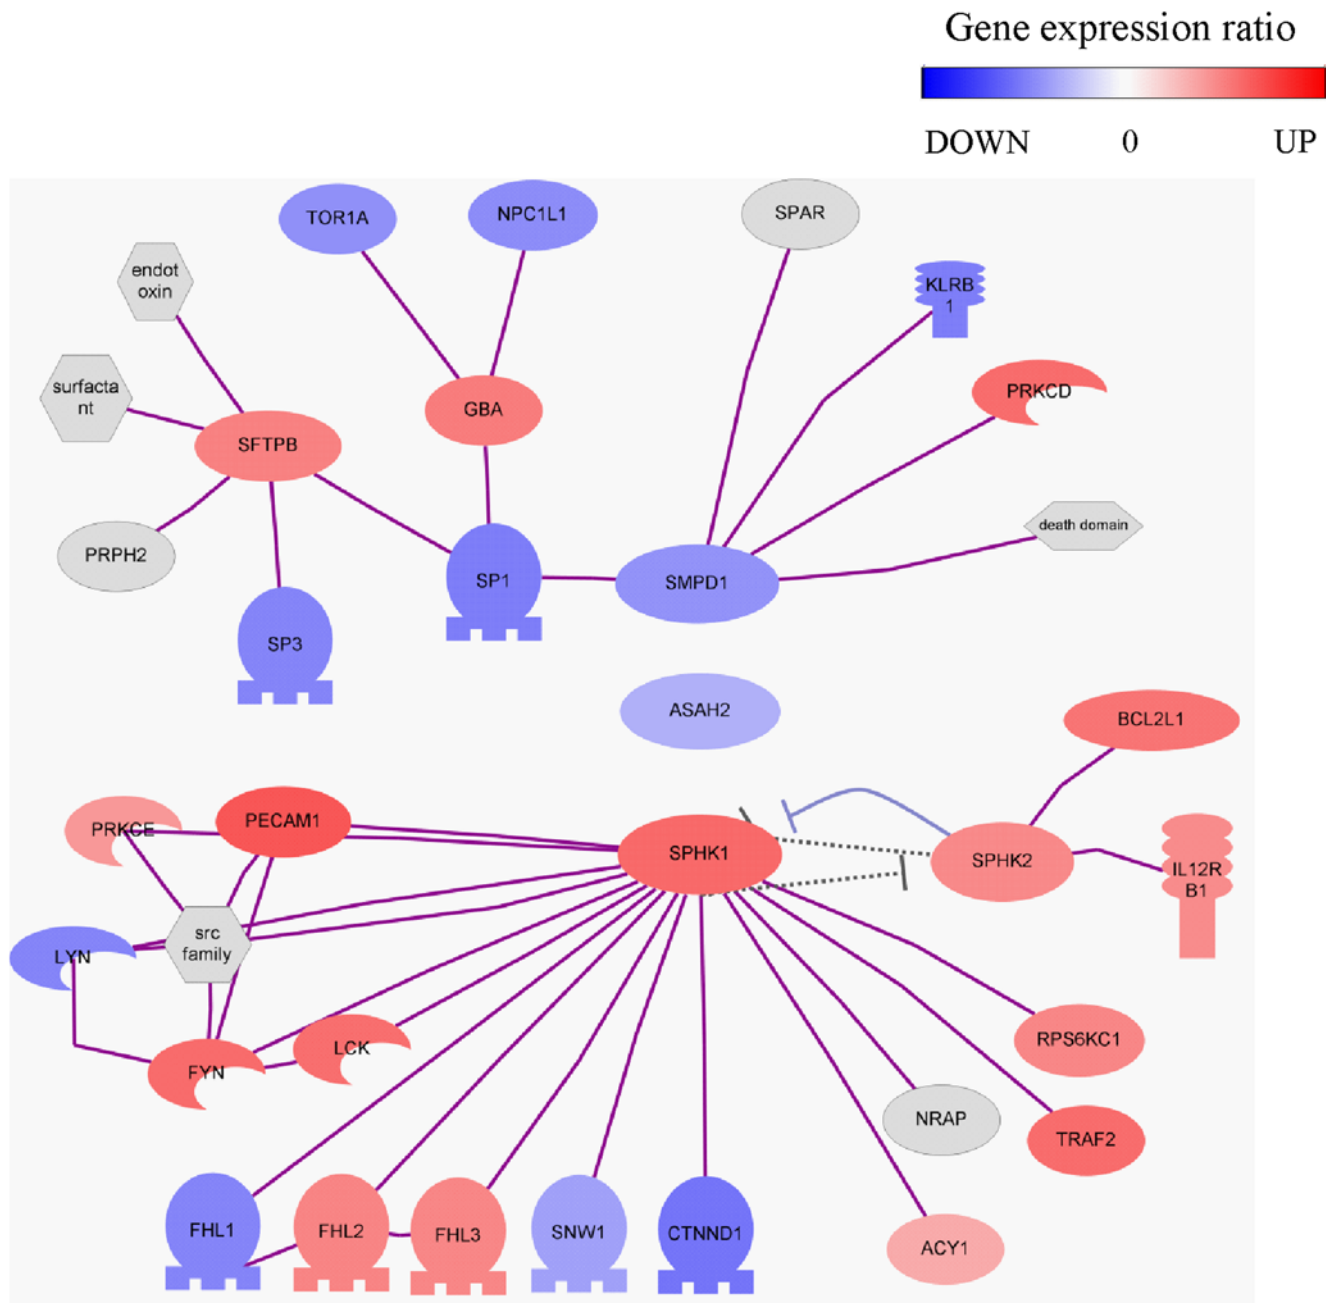 Gene expression ratio
DOWN 0 UP
TOR1A
NPC1L1
SPAR
endot
oxin
KLRB
1
surfacta
nt
PRKCD
GBA
SFTPB
death domain
PRPH2
SP1
SMPD1
SP3
ASAH2
BCL2L1
PRKCE
PECAM1
SPHK1
SPHK2
IL12R
B1
src
family
LYN
LCK
FYN
RPS6KC1
NRAP
TRAF2
FHL1
FHL2
FHL3
SNW1
CTNND1
ACY1